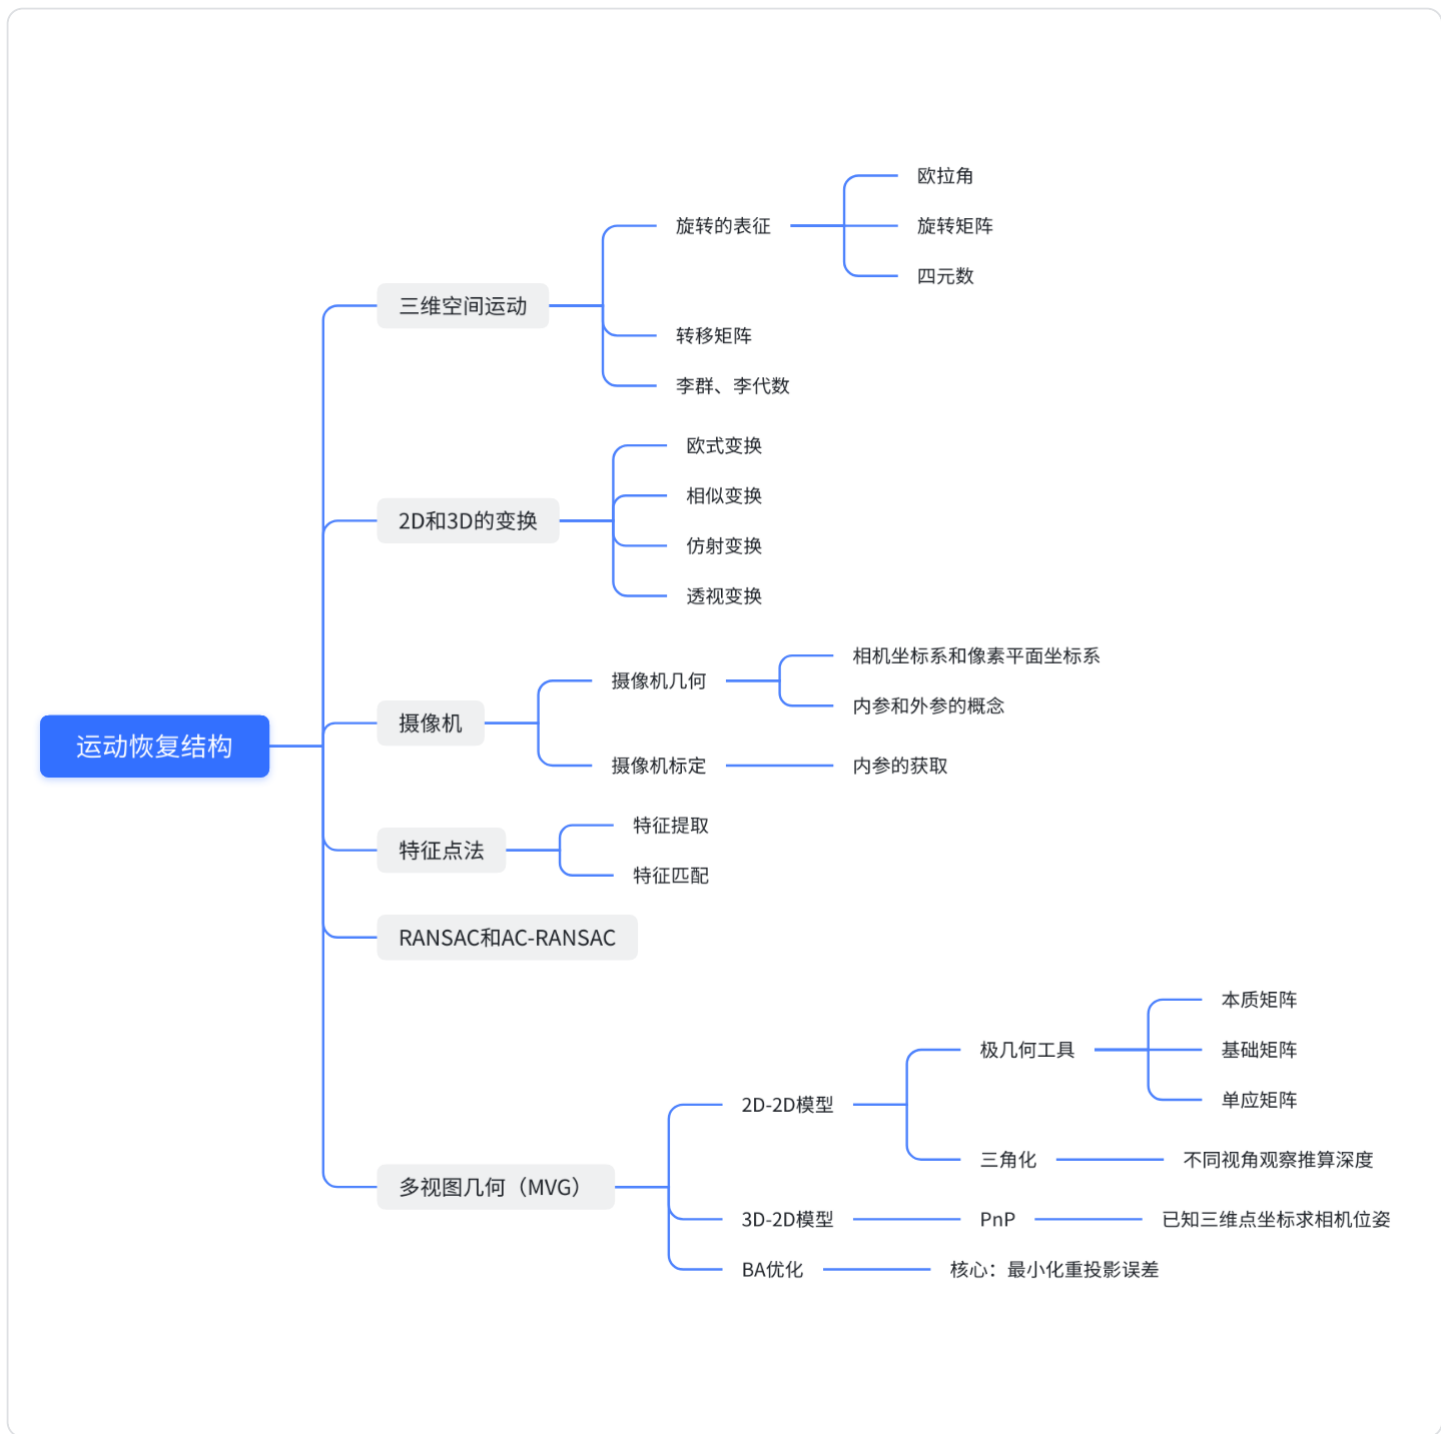 运动恢复结构
三维空间运动
旋转的表征
欧拉角
旋转矩阵
四元数
转移矩阵
李群、李代数
2D和3D的变换
欧式变换
相似变换
仿射变换
透视变换
摄像机
摄像机几何
相机坐标系和像素平面坐标系
内参和外参的概念
摄像机标定
内参的获取
特征点法
特征提取
特征匹配
RANSAC和AC-RANSAC
多视图几何（MVG）
2D-2D模型
极几何工具
本质矩阵
基础矩阵
单应矩阵
三角化
不同视角观察推算深度
3D-2D模型
PnP
已知三维点坐标求相机位姿
BA优化
核心：最小化重投影误差